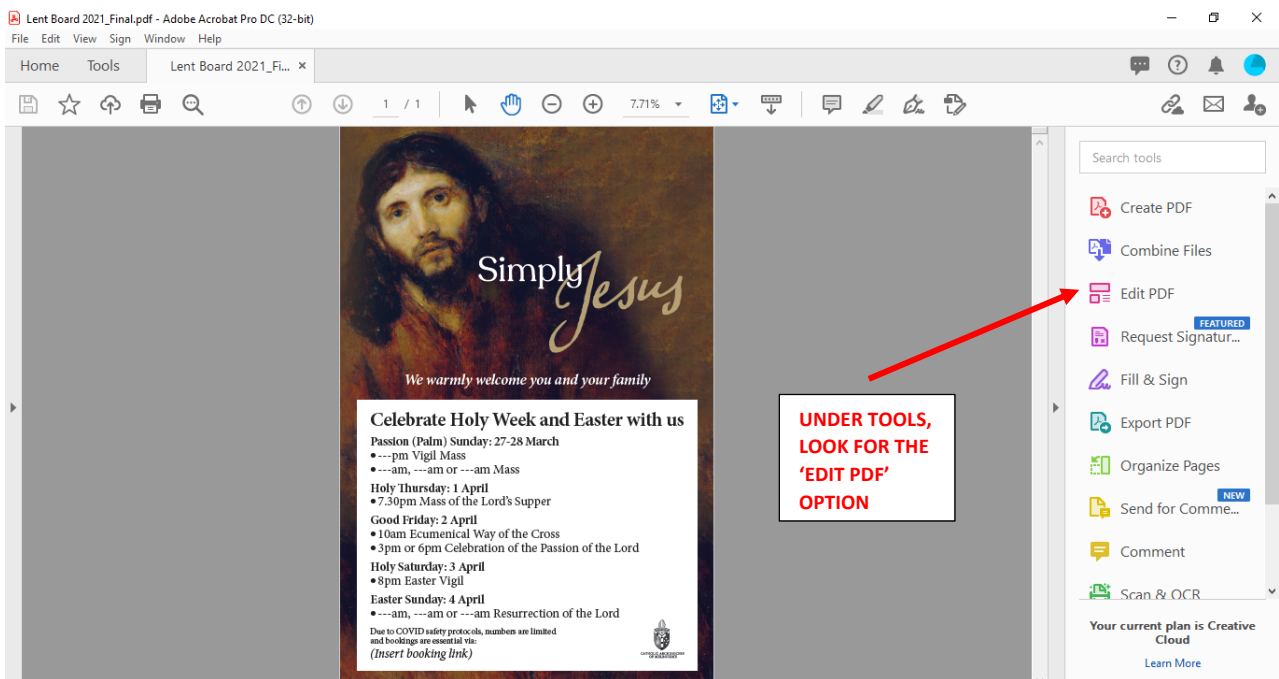 Lent Board 2021_Final.pdf - Adobe Acrobat Pro DC (32-bit)
File Edit View Sign Window Help
Home Tools Lent Board 2021_Fi... ×
1 / 1 7.71%
Simply Jesus
We warmly welcome you and your family
Celebrate Holy Week and Easter with us
Passion (Palm) Sunday: 27-28 March
• ---pm Vigil Mass
• ---am, ---am or ---am Mass
Holy Thursday: 1 April
• 7.30pm Mass of the Lord's Supper
Good Friday: 2 April
• 10am Ecumenical Way of the Cross
• 3pm or 6pm Celebration of the Passion of the Lord
Holy Saturday: 3 April
• 8pm Easter Vigil
Easter Sunday: 4 April
• ---am, ---am or ---am Resurrection of the Lord
Due to COVID safety protocols, numbers are limited
and bookings are essential via:
(Insert booking link)
CATHOLIC ARCHDIOCESE
OF MELBOURNE
UNDER TOOLS,
LOOK FOR THE
‘EDIT PDF’
OPTION
Search tools
Create PDF
Combine Files
Edit PDF
FEATURED
Request Signatur...
Fill & Sign
Export PDF
Organize Pages
NEW
Send for Comme...
Comment
Scan & OCR
Your current plan is Creative
Cloud
Learn More